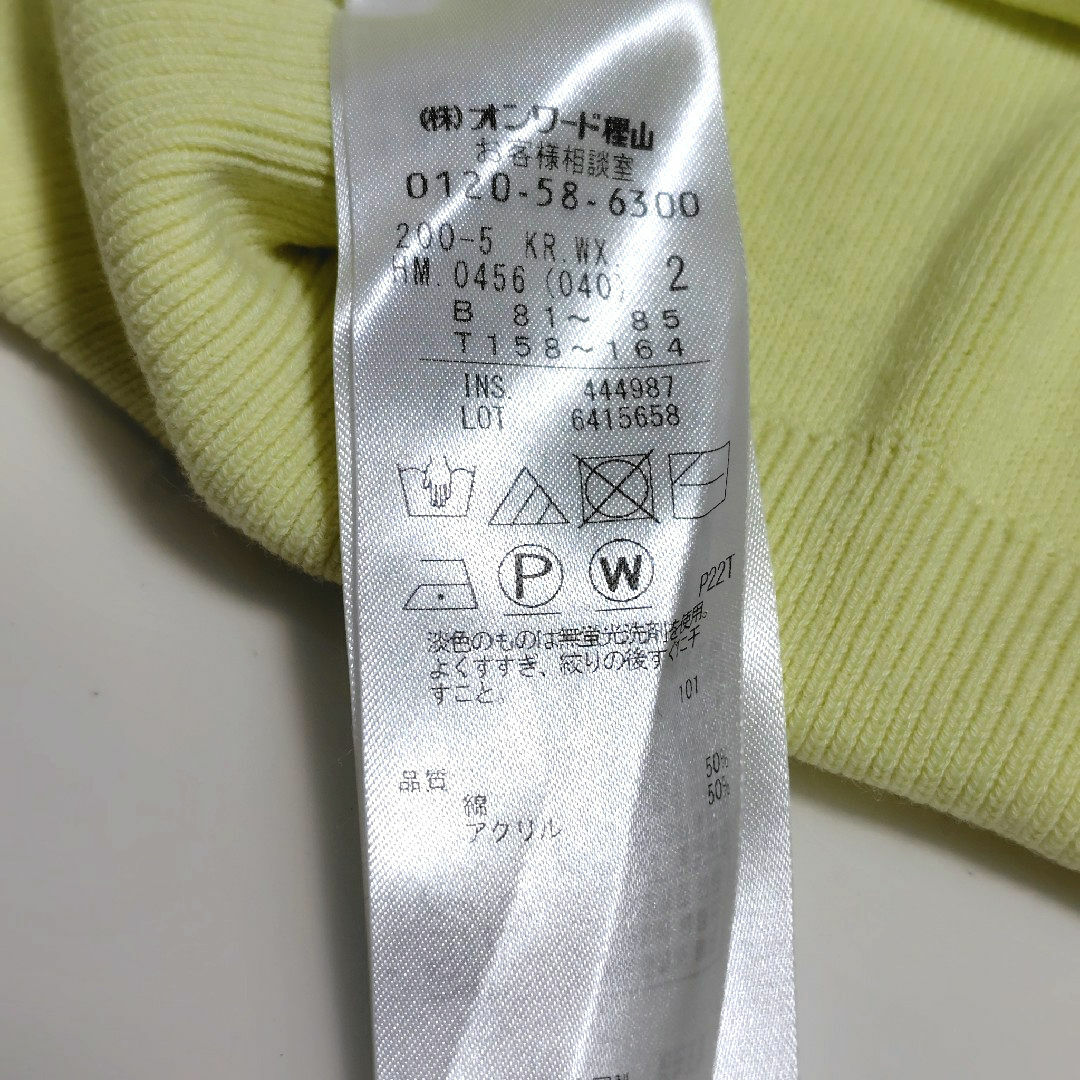 (株)オンワード樫山
お客様相談室
0120-58-6300
200-5 KR.WX
RM.0456 (040) 2
B 81~ 85
T 158~164
INS. 444987
LOT 6415658
P W
P22T
淡色のものは無蛍光洗剤を使用。
よくすすぎ、絞りの後すぐに干
すこと。
101
品質
綿 50%
アクリル 50%